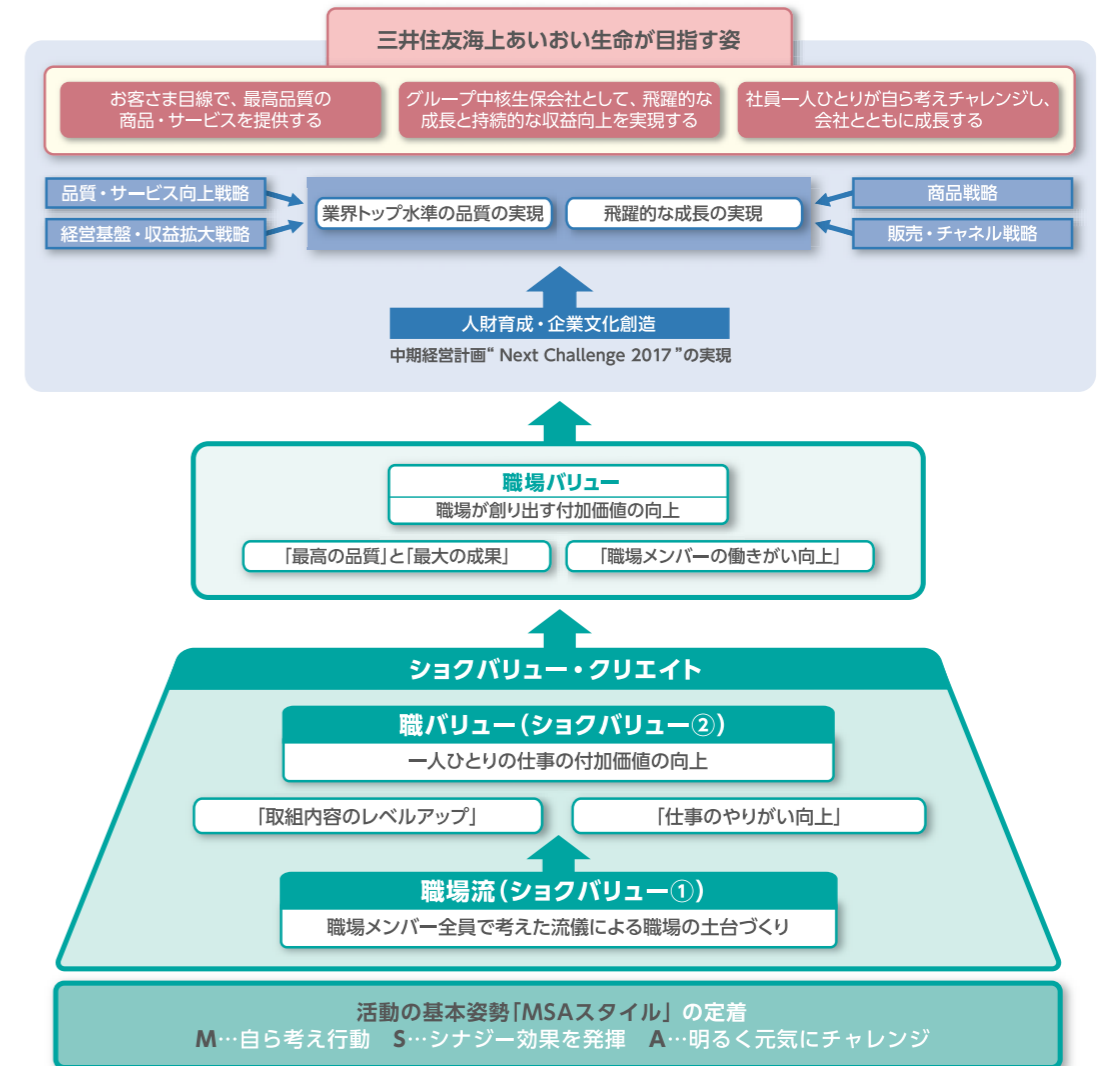 三井住友海上あいおい生命が目指す姿
お客さま目線で、最高品質の
商品・サービスを提供する
グループ中核生保会社として、飛躍的な
成長と持続的な収益向上を実現する
社員一人ひとりが自ら考えチャレンジし、
会社とともに成長する
品質・サービス向上戦略
経営基盤・収益拡大戦略
業界トップ水準の品質の実現
飛躍的な成長の実現
商品戦略
販売・チャネル戦略
人財育成・企業文化創造
中期経営計画“Next Challenge 2017”の実現
職場バリュー
職場が創り出す付加価値の向上
「最高の品質」と「最大の成果」
「職場メンバーの働きがい向上」
ショクバリュー・クリエイト
職バリュー(ショクバリュー②)
一人ひとりの仕事の付加価値の向上
「取組内容のレベルアップ」
「仕事のやりがい向上」
職場流(ショクバリュー①)
職場メンバー全員で考えた流儀による職場の土台づくり
活動の基本姿勢「MSAスタイル」の定着
M…自ら考え行動 S…シナジー効果を発揮 A…明るく元気にチャレンジ